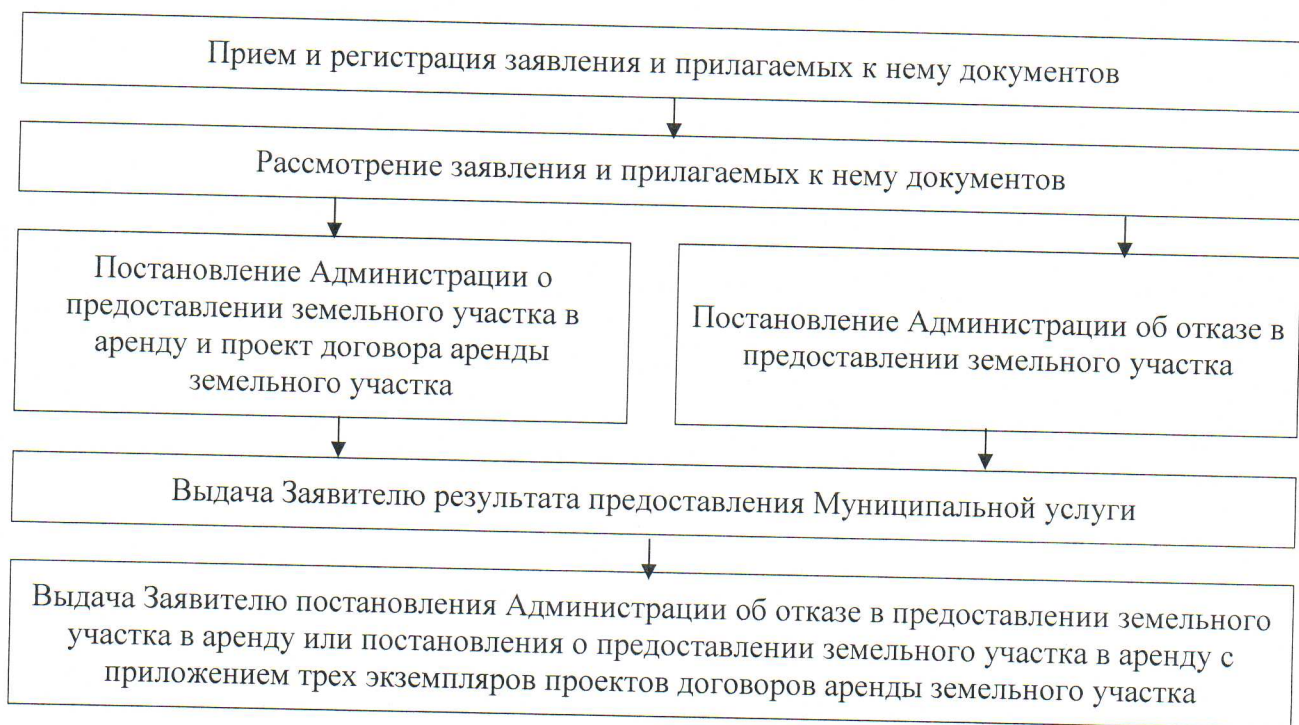 Прием и регистрация заявления и прилагаемых к нему документов
Рассмотрение заявления и прилагаемых к нему документов
Постановление Администрации о
предоставлении земельного участка в
аренду и проект договора аренды
земельного участка
Постановление Администрации об отказе в
предоставлении земельного участка
Выдача Заявителю результата предоставления Муниципальной услуги
Выдача Заявителю постановления Администрации об отказе в предоставлении земельного
участка в аренду или постановления о предоставлении земельного участка в аренду с
приложением трех экземпляров проектов договоров аренды земельного участка